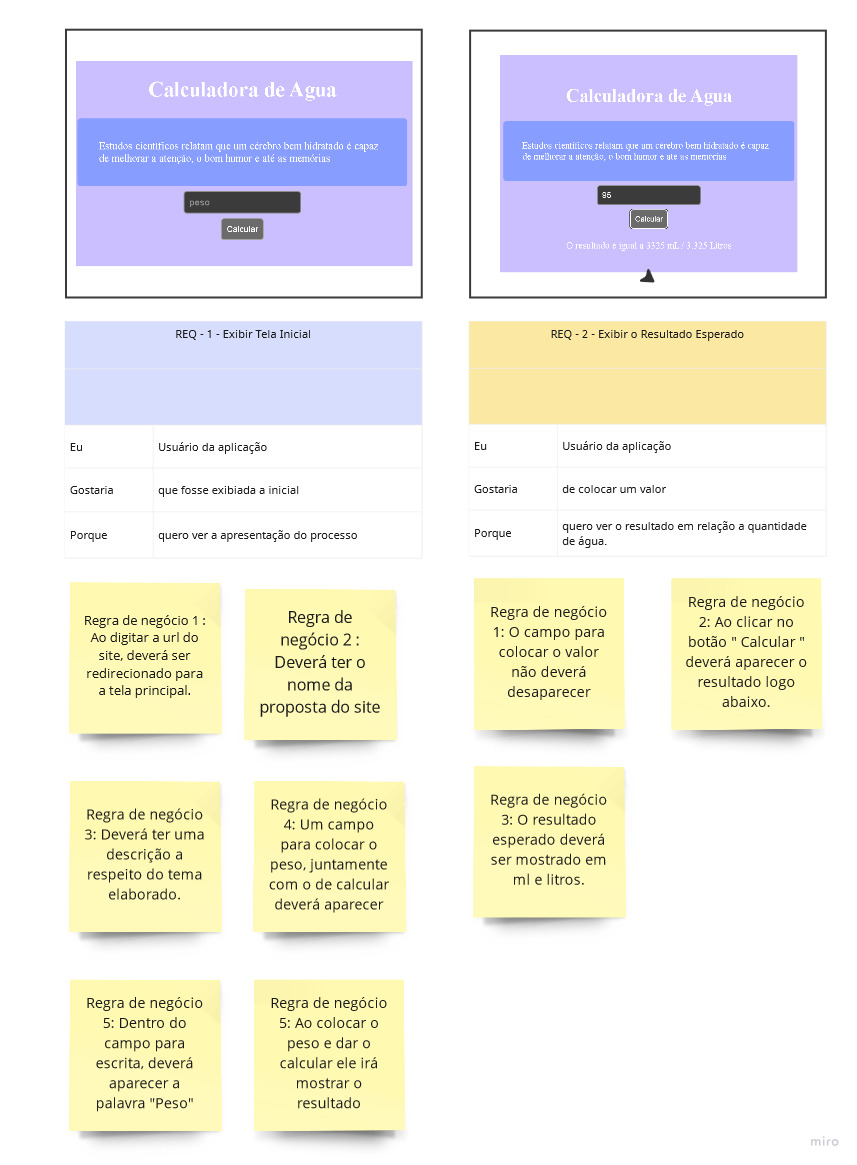 Calculadora de Agua
Estudos cientificos relatam que um cérebro bem hidratado é capaz
de melhorar a atenção, o bom humor e até as memórias
peso
Calcular
Calculadora de Agua
Estudos cientificos relatam que um cérebro bem hidratado é capaz
de melhorar a atenção, o bom humor e até as memórias
95
Calcular
O resultado é igual a 3325 mL / 3.325 Litros
REQ - 1 - Exibir Tela Inicial
Eu
Usuário da aplicação
Gostaria
que fosse exibiada a inicial
Porque
quero ver a apresentação do processo
REQ - 2 - Exibir o Resultado Esperado
Eu
Usuário da aplicação
Gostaria
de colocar um valor
Porque
quero ver o resultado em relação a quantidade
de água.
Regra de negócio 1 :
Ao digitar a url do
site, deverá ser
redirecionado para
a tela principal.
Regra de
negócio 2 :
Deverá ter o
nome da
proposta do site
Regra de negócio
1: O campo para
colocar o valor
não deverá
desaparecer
Regra de negócio
2: Ao clicar no
botão " Calcular "
deverá aparecer o
resultado logo
abaixo.
Regra de negócio
3: Deverá ter uma
descrição a
respeito do tema
elaborado.
Regra de negócio
4: Um campo
para colocar o
peso, juntamente
com o de calcular
deverá aparecer
Regra de negócio
3: O resultado
esperado deverá
ser mostrado em
ml e litros.
Regra de negócio
5: Dentro do
campo para
escrita, deverá
aparecer a
palavra "Peso"
Regra de negócio
5: Ao colocar o
peso e dar o
calcular ele irá
mostrar o
resultado
miro